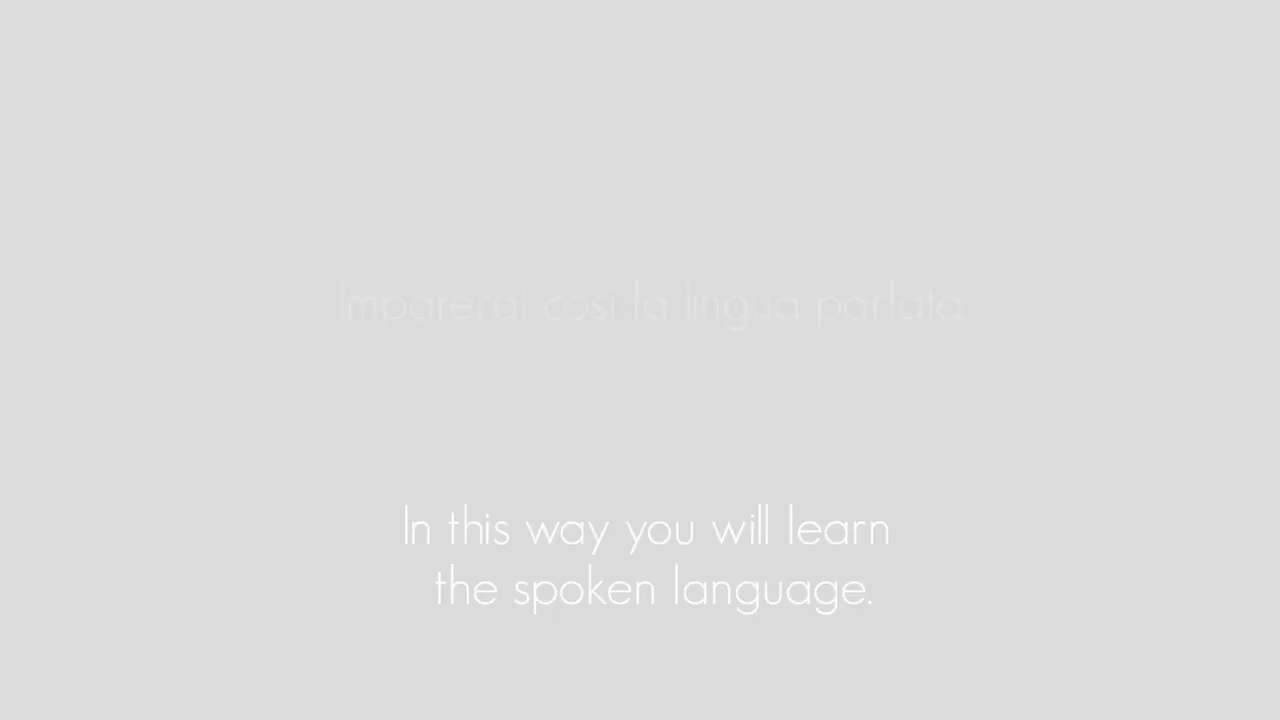 Imparerai così la lingua parlata.
In this way you will learn
the spoken language.